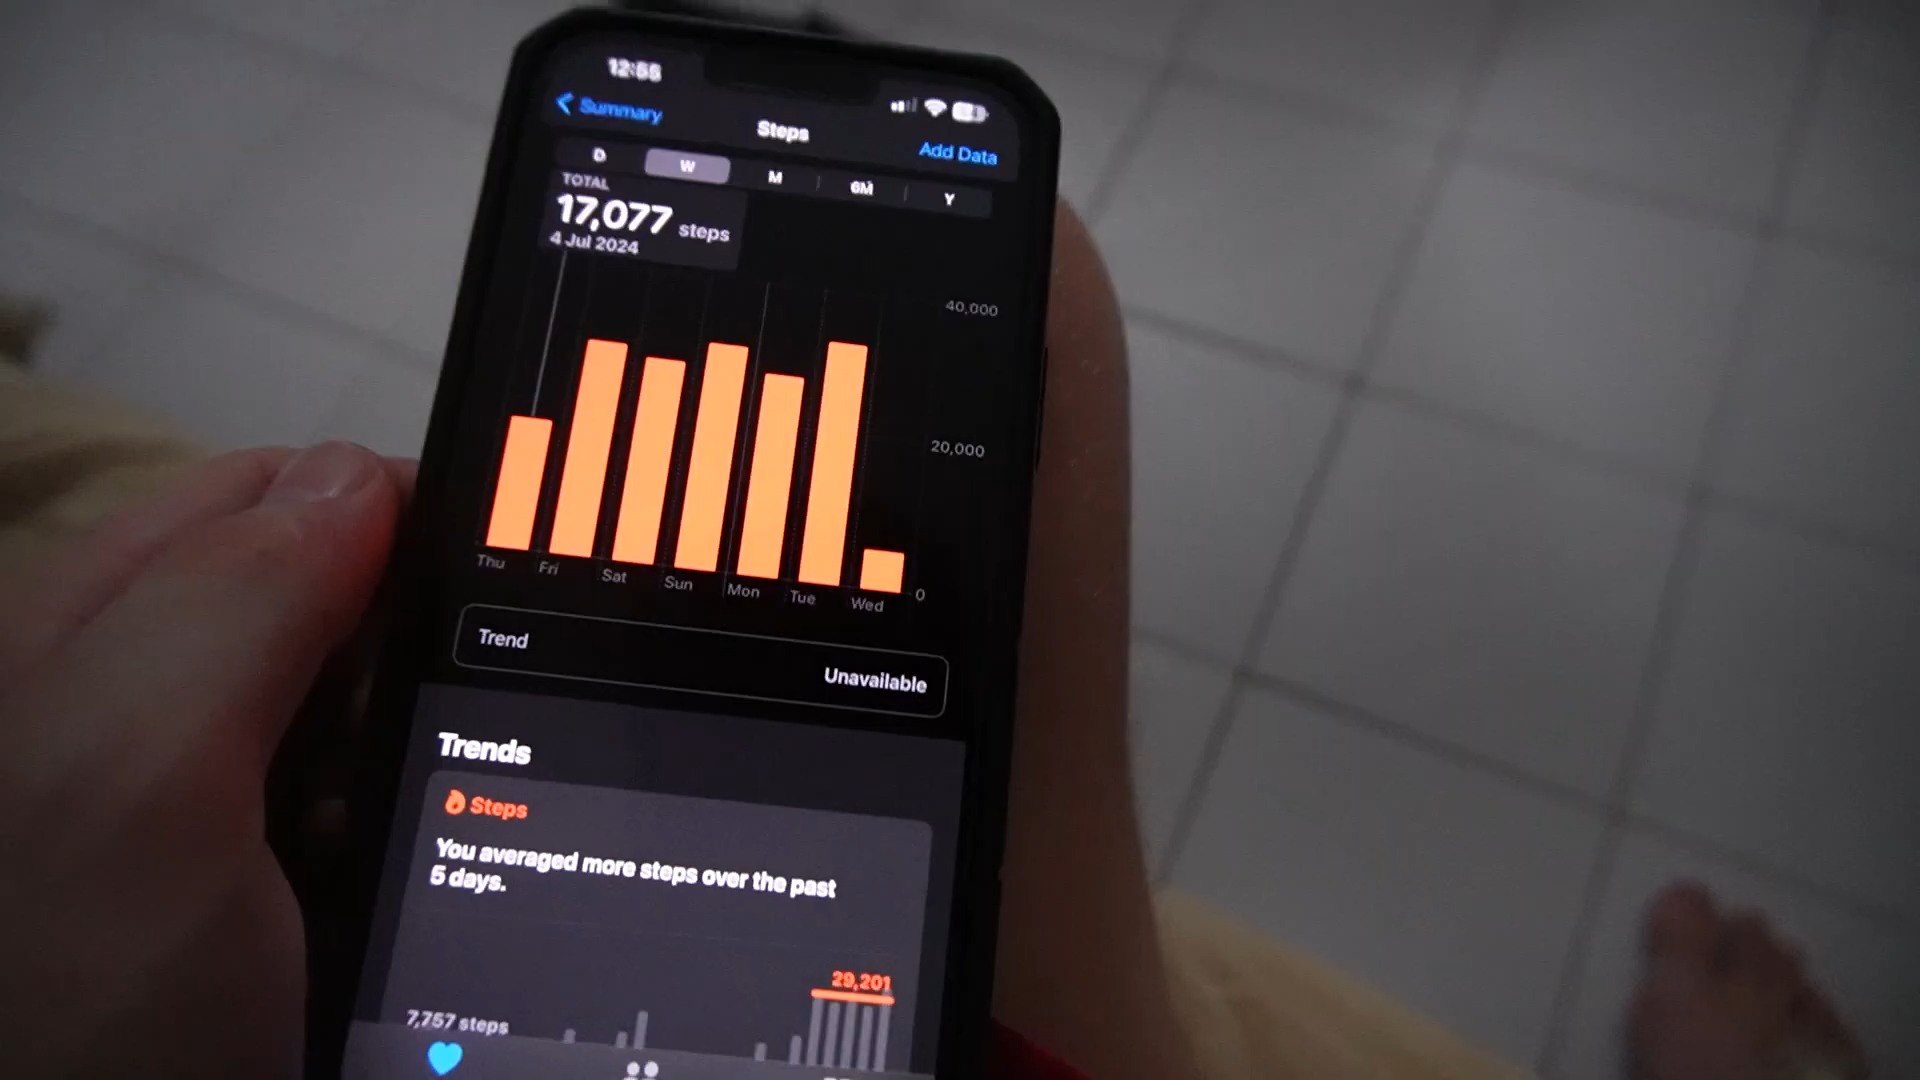 12:55
Summary
Steps
Add Data
D W M 6M Y
TOTAL
17,077 steps
4 Jul 2024
40,000
20,000
0
Thu Fri Sat Sun Mon Tue Wed
Trend
Unavailable
Trends
Steps
You averaged more steps over the past
5 days.
29,201
7,757 steps